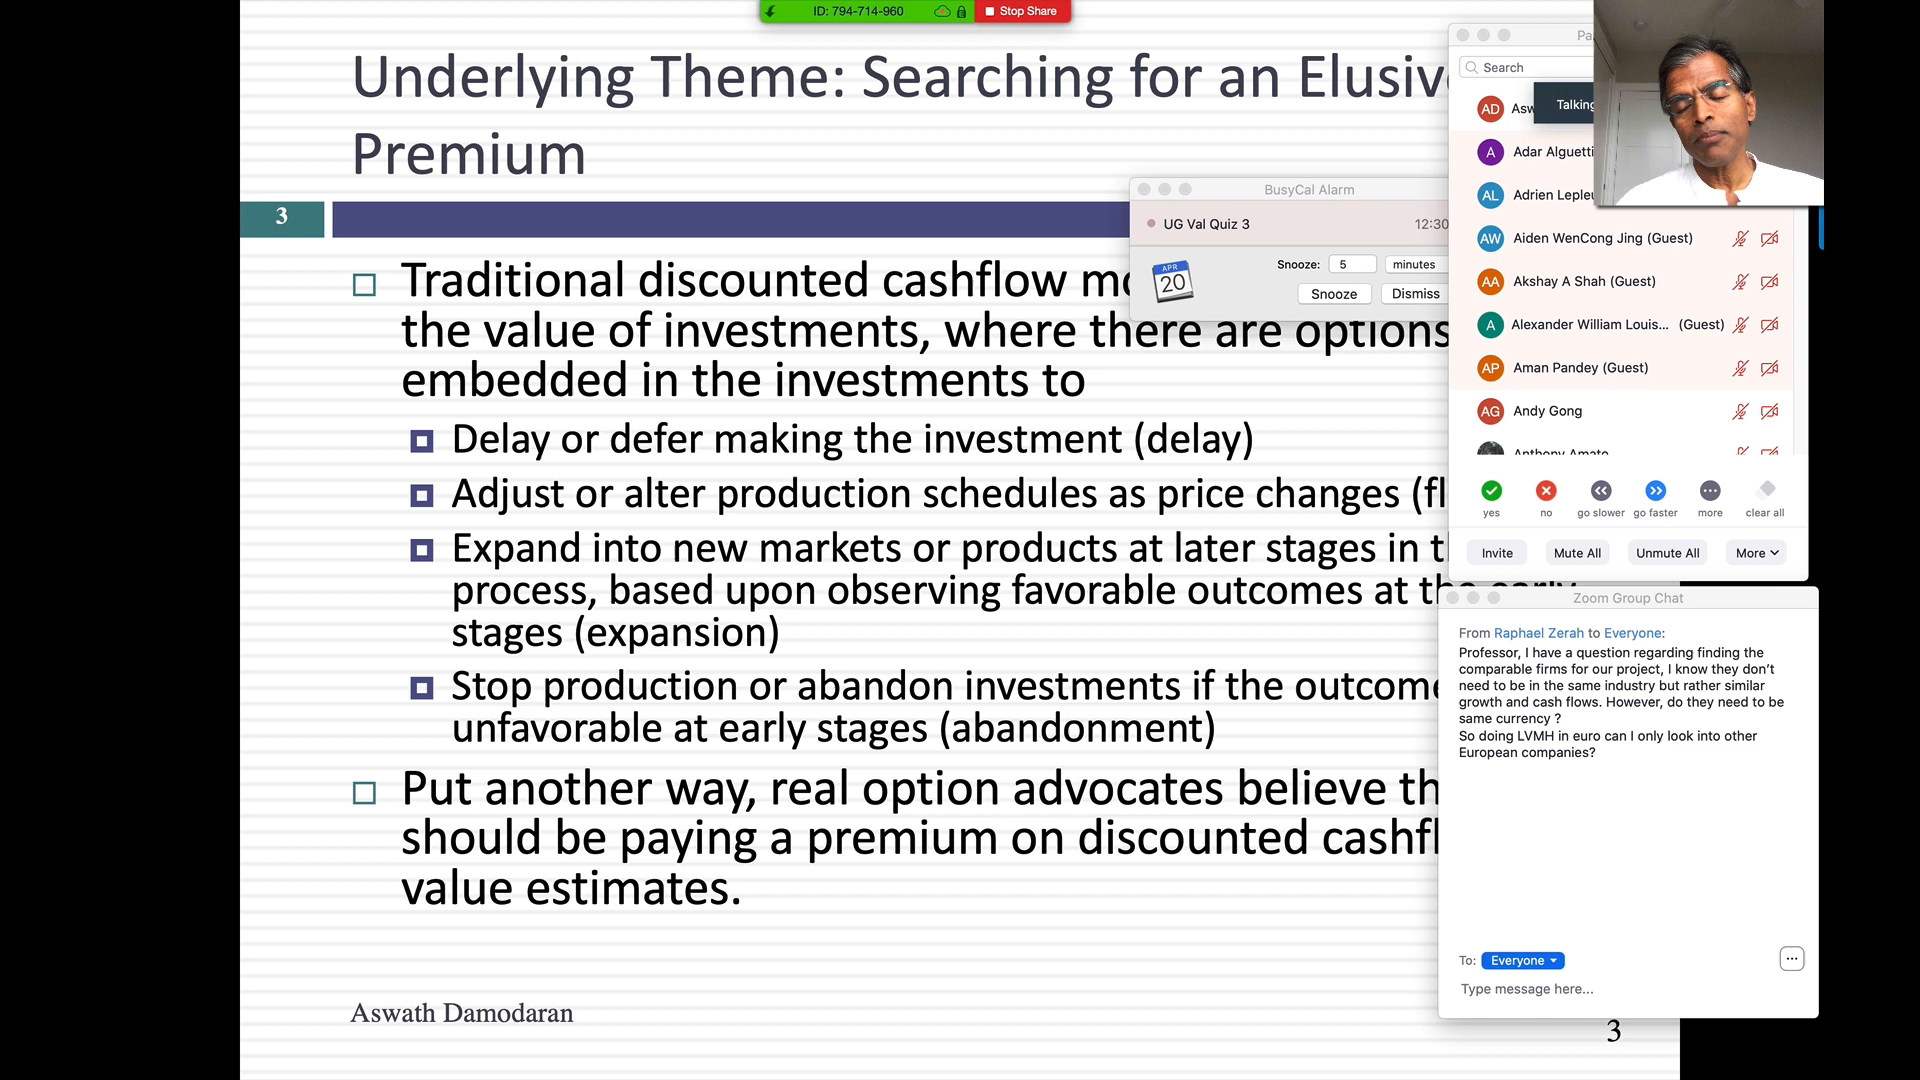 ID: 794-714-960
Stop Share
Underlying Theme: Searching for an Elusiv
Premium
3
Traditional discounted cashflow
the value of investments, where there are options
embedded in the investments to
Delay or defer making the investment (delay)
Adjust or alter production schedules as price changes
Expand into new markets or products at later stages in
process, based upon observing favorable outcomes at the early
stages (expansion)
Stop production or abandon investments if the outcome
unfavorable at early stages (abandonment)
Put another way, real option advocates believe
should be paying a premium on discounted
value estimates.
Aswath Damodaran
3
BusyCal Alarm
UG Val Quiz 3
12:30
APR
20
Snooze:
5
minutes
Snooze
Dismiss
Search
Talking
AD
Asw
A
Adar Alguetti
AL
Adrien Lepleu
AW
Aiden WenCong Jing (Guest)
AA
Akshay A Shah (Guest)
A
Alexander William Louis... (Guest)
AP
Aman Pandey (Guest)
AG
Andy Gong
Anthony Amato
yes
no
go slower
go faster
more
clear all
Invite
Mute All
Unmute All
More
Zoom Group Chat
From Raphael Zerah to Everyone:
Professor, I have a question regarding finding the
comparable firms for our project, I know they don't
need to be in the same industry but rather similar
growth and cash flows. However, do they need to be
same currency ?
So doing LVMH in euro can I only look into other
European companies?
To:
Everyone
Type message here...